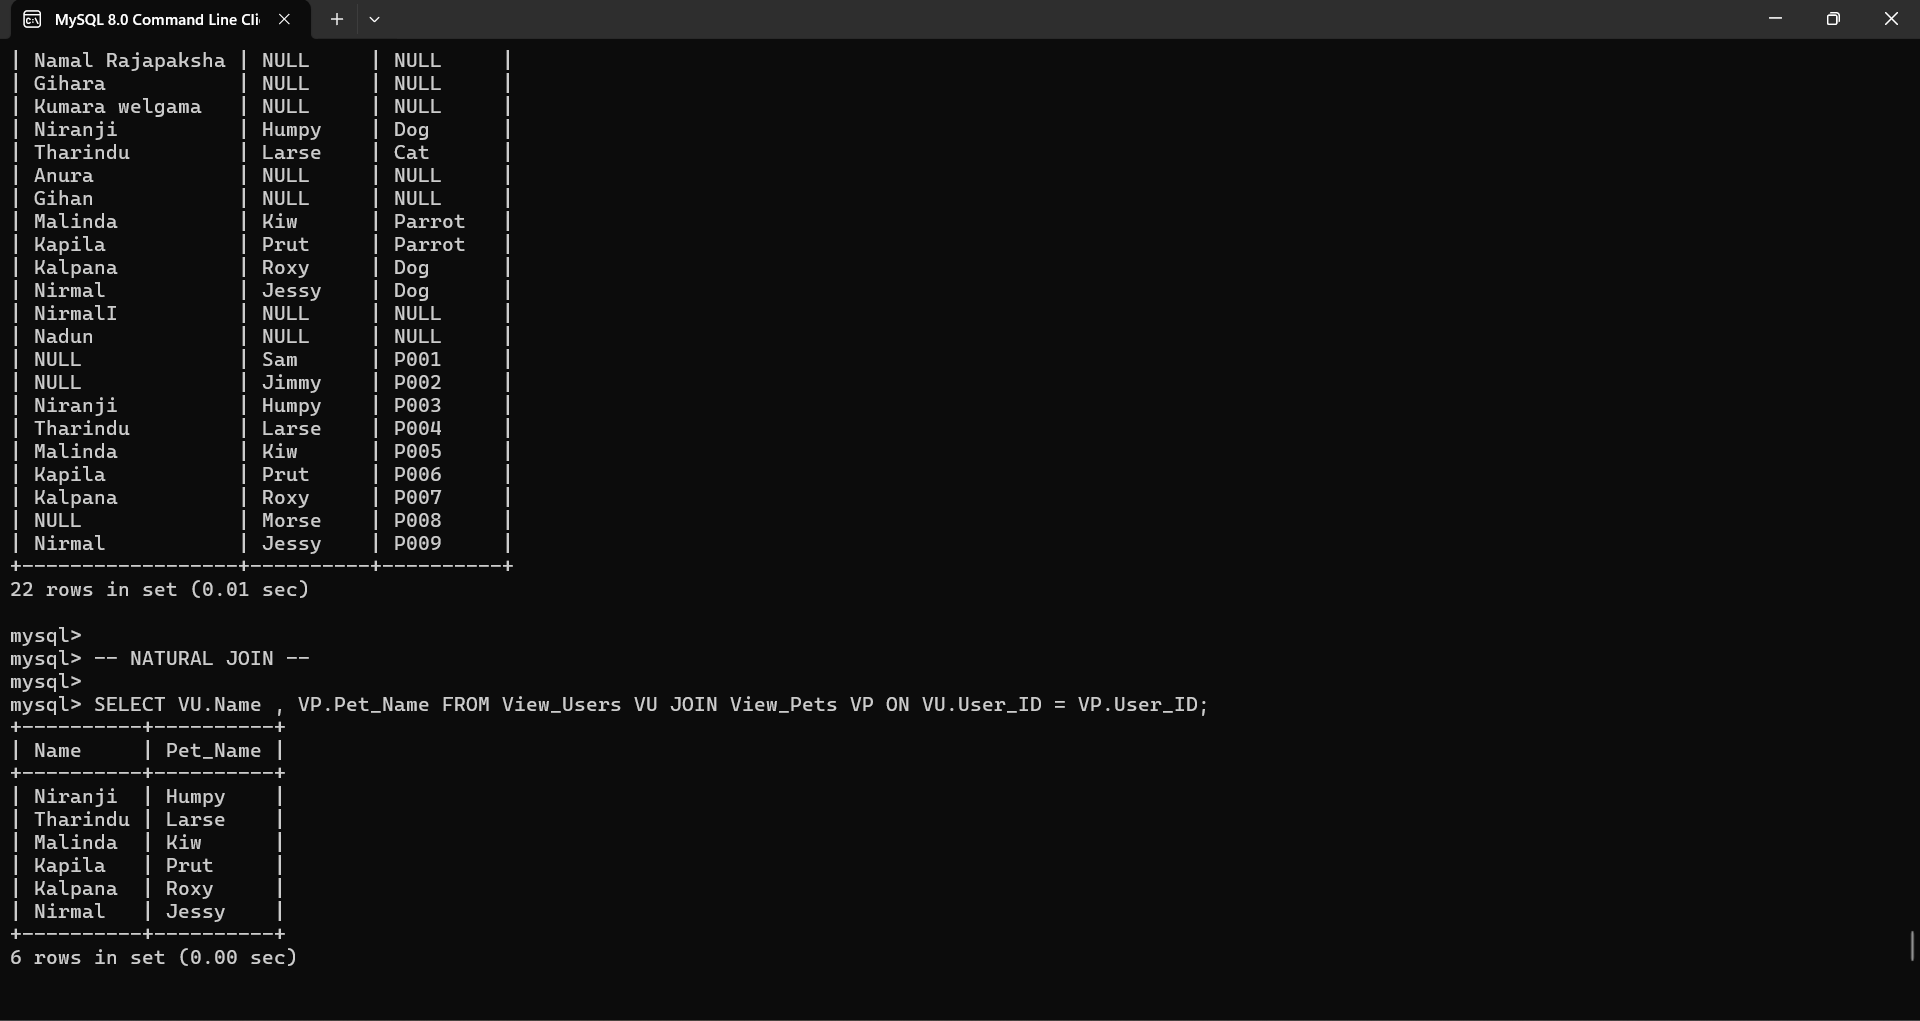 MySQL 8.0 Command Line Cli
| Namal Rajapaksha | NULL     | NULL     |
| Gihara           | NULL     | NULL     |
| Kumara welgama   | NULL     | NULL     |
| Niranji          | Humpy    | Dog      |
| Tharindu         | Larse    | Cat      |
| Anura            | NULL     | NULL     |
| Gihan            | NULL     | NULL     |
| Malinda          | Kiw      | Parrot   |
| Kapila           | Prut     | Parrot   |
| Kalpana          | Roxy     | Dog      |
| Nirmal           | Jessy    | Dog      |
| NirmalI          | NULL     | NULL     |
| Nadun            | NULL     | NULL     |
| NULL             | Sam      | P001     |
| NULL             | Jimmy    | P002     |
| Niranji          | Humpy    | P003     |
| Tharindu         | Larse    | P004     |
| Malinda          | Kiw      | P005     |
| Kapila           | Prut     | P006     |
| Kalpana          | Roxy     | P007     |
| NULL             | Morse    | P008     |
| Nirmal           | Jessy    | P009     |
+------------------+----------+----------+
22 rows in set (0.01 sec)
mysql>
mysql> -- NATURAL JOIN --
mysql>
mysql> SELECT VU.Name , VP.Pet_Name FROM View_Users VU JOIN View_Pets VP ON VU.User_ID = VP.User_ID;
+----------+----------+
| Name     | Pet_Name |
+----------+----------+
| Niranji  | Humpy    |
| Tharindu | Larse    |
| Malinda  | Kiw      |
| Kapila   | Prut     |
| Kalpana  | Roxy     |
| Nirmal   | Jessy    |
+----------+----------+
6 rows in set (0.00 sec)